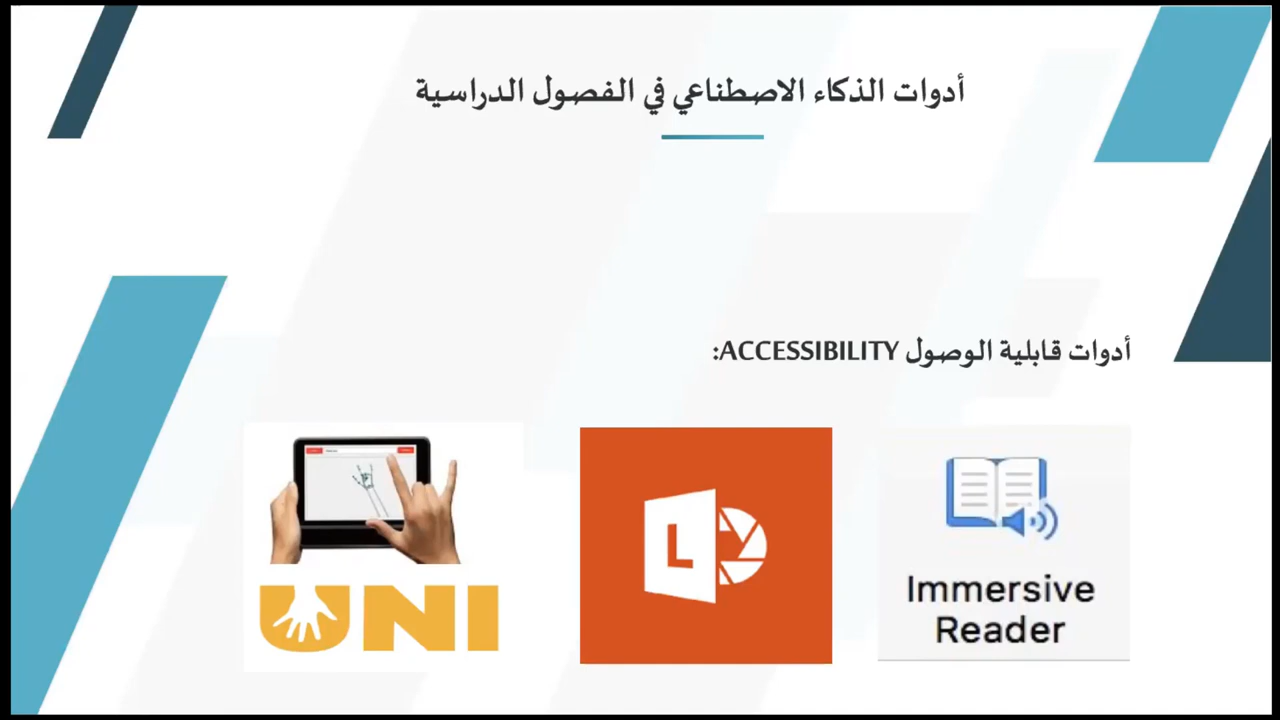 أدوات الذكاء الاصطناعي في الفصول الدراسية
أدوات قابلية الوصول ACCESSIBILITY:
Immersive
Reader
L
UNI